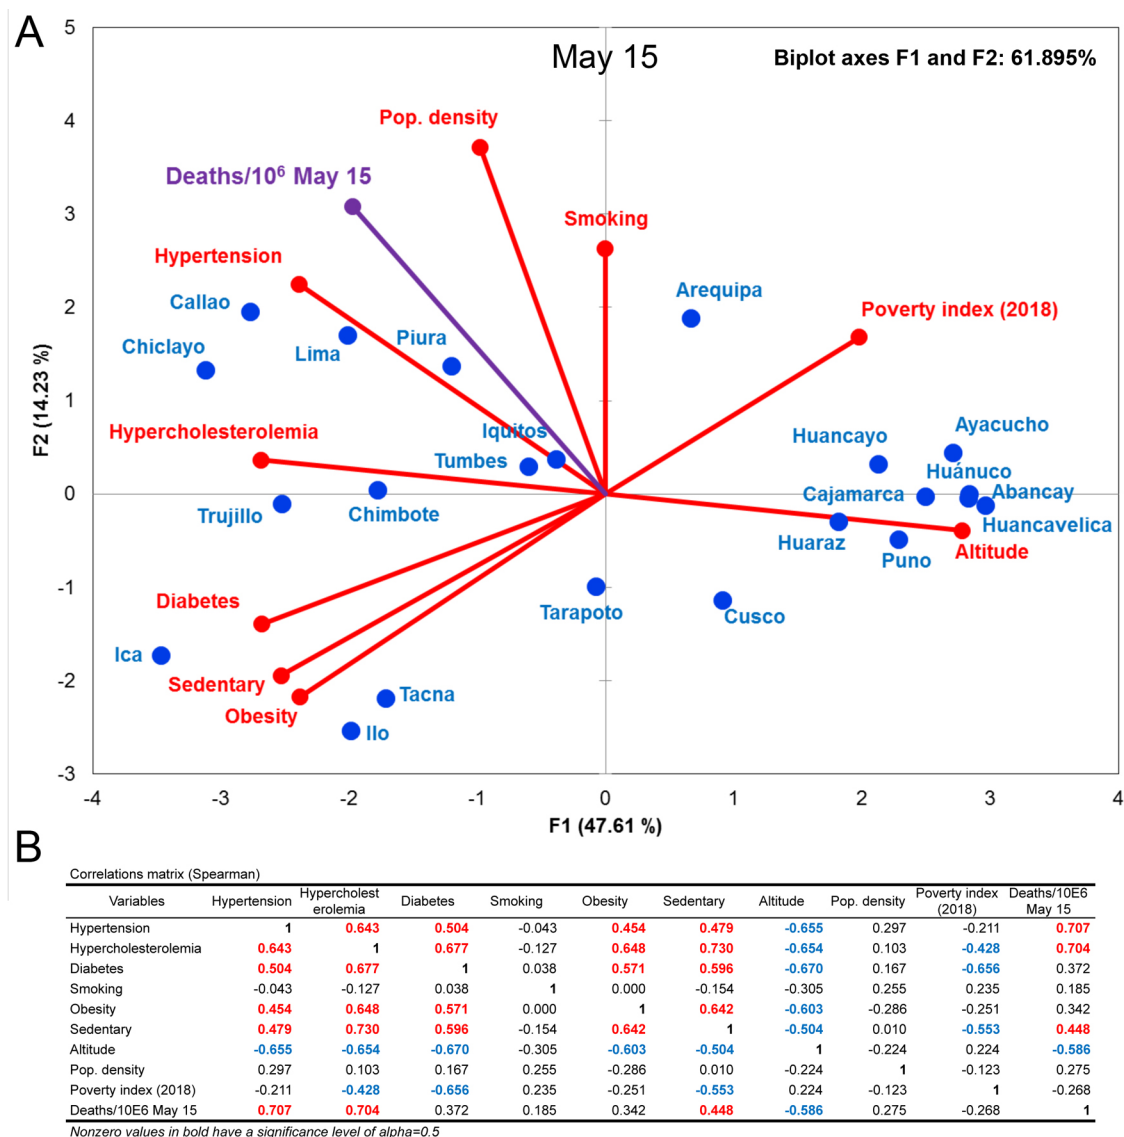 A
May 15
Biplot axes F1 and F2: 61.895%
5
4
3
2
1
0
-1
-2
-3
F2 (14.23 %)
Pop. density
Deaths/10⁶ May 15
Smoking
Hypertension
Arequipa
Callao
Poverty index (2018)
Piura
Chiclayo
Lima
Hypercholesterolemia
Iquitos
Ayacucho
Huancayo
Tumbes
Huánuco
Cajamarca
Abancay
Trujillo
Chimbote
Huancavelica
Huaraz
Altitude
Puno
Diabetes
Tarapoto
Cusco
Ica
Sedentary
Tacna
Obesity
Ilo
-4 -3 -2 -1 0 1 2 3 4
F1 (47.61 %)
B
Correlations matrix (Spearman)
Variables Hypertension Hypercholest erolemia Diabetes Smoking Obesity Sedentary Altitude Pop. density Poverty index (2018) Deaths/10E6 May 15
Hypertension 1 0.643 0.504 -0.043 0.454 0.479 -0.655 0.297 -0.211 0.707
Hypercholesterolemia 0.643 1 0.677 -0.127 0.648 0.730 -0.654 0.103 -0.428 0.704
Diabetes 0.504 0.677 1 0.038 0.571 0.596 -0.670 0.167 -0.656 0.372
Smoking -0.043 -0.127 0.038 1 0.000 -0.154 -0.305 0.255 0.235 0.185
Obesity 0.454 0.648 0.571 0.000 1 0.642 -0.603 -0.286 -0.251 0.342
Sedentary 0.479 0.730 0.596 -0.154 0.642 1 -0.504 0.010 -0.553 0.448
Altitude -0.655 -0.654 -0.670 -0.305 -0.603 -0.504 1 -0.224 0.224 -0.586
Pop. density 0.297 0.103 0.167 0.255 -0.286 0.010 -0.224 1 -0.123 0.275
Poverty index (2018) -0.211 -0.428 -0.656 0.235 -0.251 -0.553 0.224 -0.123 1 -0.268
Deaths/10E6 May 15 0.707 0.704 0.372 0.185 0.342 0.448 -0.586 0.275 -0.268 1
Nonzero values in bold have a significance level of alpha=0.5